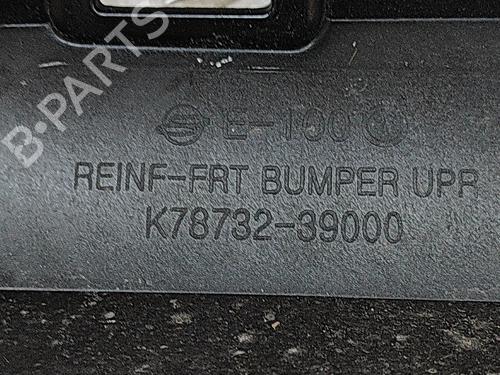 B-PARTS
E-100
REINF-FRT BUMPER UPR
K78732-39000